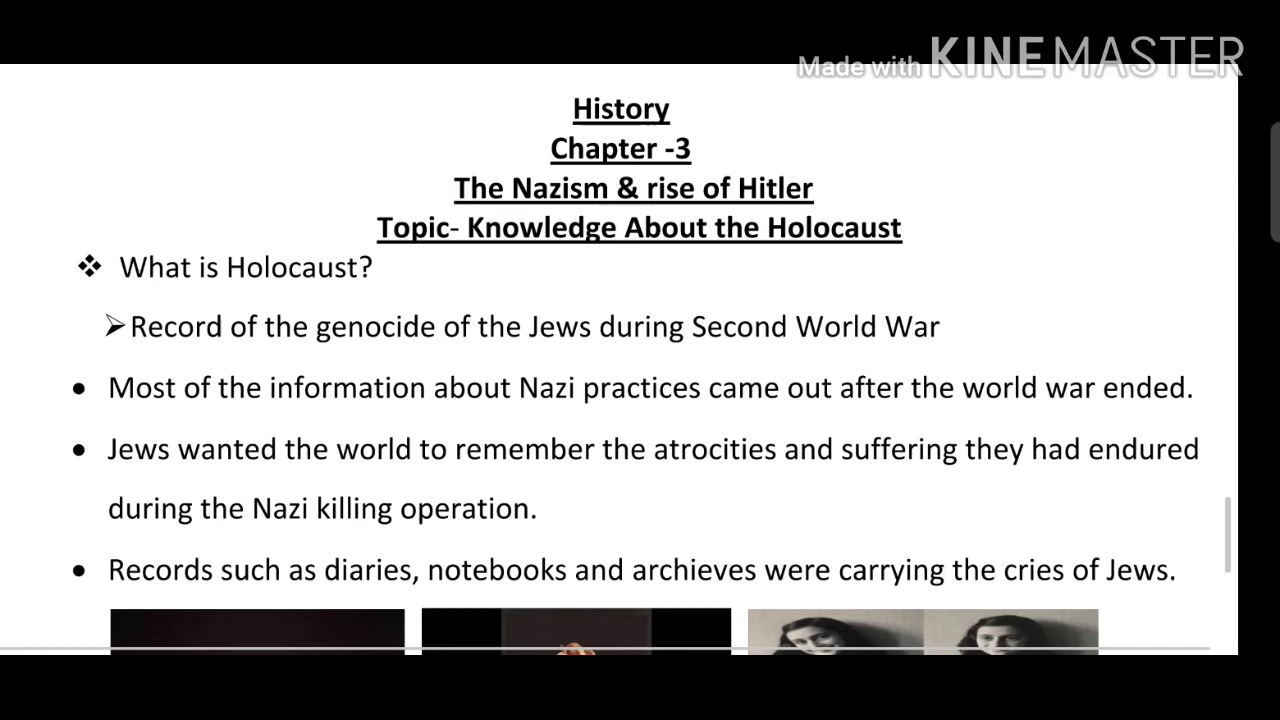 Made with KINEMASTER
History
Chapter -3
The Nazism & rise of Hitler
Topic- Knowledge About the Holocaust
❖ What is Holocaust?
➢Record of the genocide of the Jews during Second World War
• Most of the information about Nazi practices came out after the world war ended.
• Jews wanted the world to remember the atrocities and suffering they had endured
during the Nazi killing operation.
• Records such as diaries, notebooks and archieves were carrying the cries of Jews.